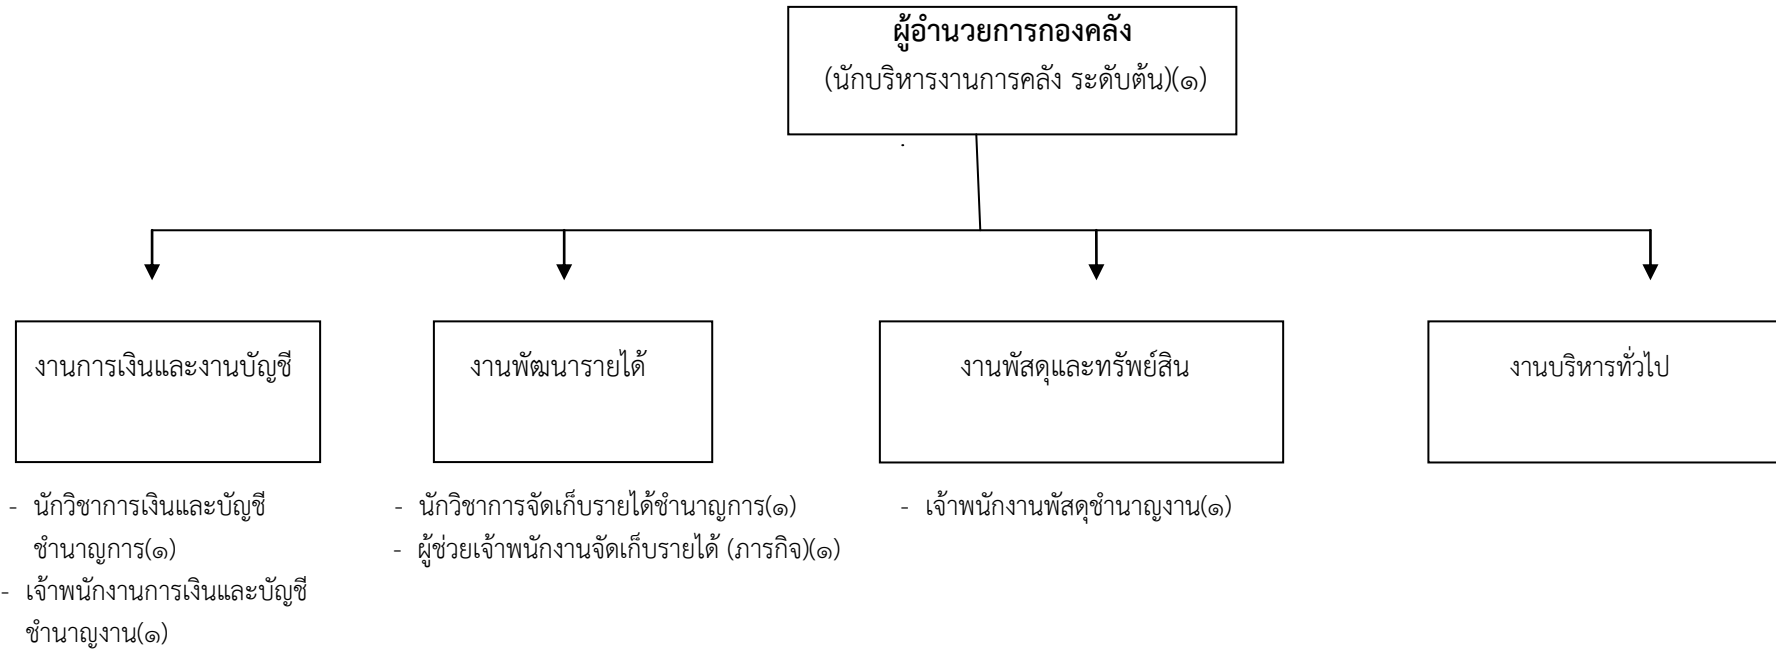 ผู้อำนวยการกองคลัง
(นักบริหารงานการคลัง ระดับต้น)(๑)
งานการเงินและงานบัญชี
งานพัฒนารายได้
งานพัสดุและทรัพย์สิน
งานบริหารทั่วไป
- นักวิชาการเงินและบัญชี
ชำนาญการ(๑)
- เจ้าพนักงานการเงินและบัญชี
ชำนาญงาน(๑)
- นักวิชาการจัดเก็บรายได้ชำนาญการ(๑)
- ผู้ช่วยเจ้าพนักงานจัดเก็บรายได้ (ภารกิจ)(๑)
- เจ้าพนักงานพัสดุชำนาญงาน(๑)